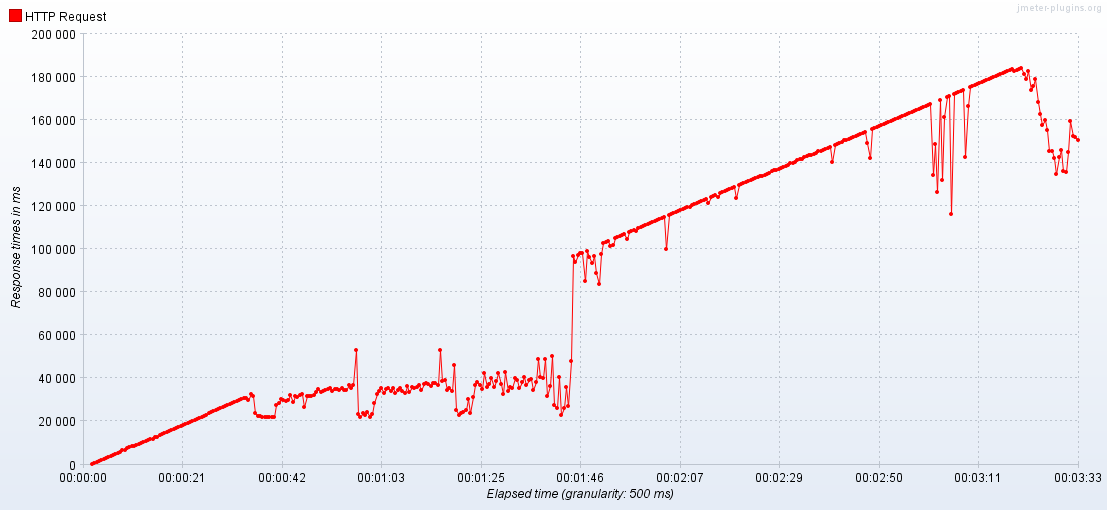 jmeter-plugins.org
HTTP Request
200 000
180 000
160 000
140 000
120 000
100 000
80 000
60 000
40 000
20 000
0
Response times in ms
00:00:00 00:00:21 00:00:42 00:01:03 00:01:25 00:01:46 00:02:07 00:02:29 00:02:50 00:03:11 00:03:33
Elapsed time (granularity: 500 ms)